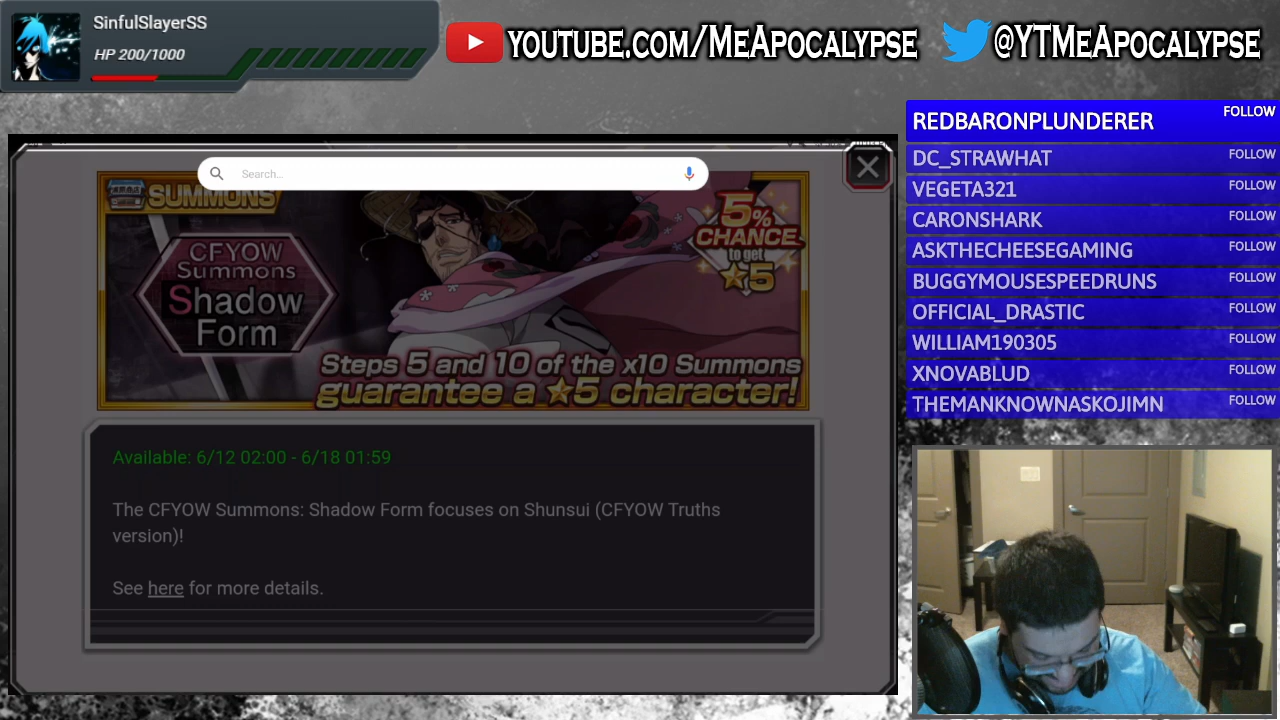 SinfulSlayerSS
HP 200/1000
YOUTUBE.COM/MEAPOCALYPSE
@YTMEAPOCALYPSE
Search...
SUMMONS
CFYOW
Summons
Shadow
Form
5%
CHANCE
to get
★5
Steps 5 and 10 of the x10 Summons
guarantee a ★5 character!
Available: 6/12 02:00 - 6/18 01:59
The CFYOW Summons: Shadow Form focuses on Shunsui (CFYOW Truths
version)!
See here for more details.
REDBARONPLUNDERER FOLLOW
DC_STRAWHAT FOLLOW
VEGETA321 FOLLOW
CARONSHARK FOLLOW
ASKTHECHEESEGAMING FOLLOW
BUGGYMOUSESPEEDRUNS FOLLOW
OFFICIAL_DRASTIC FOLLOW
WILLIAM190305 FOLLOW
XNOVABLUD FOLLOW
THEMANKNOWNASKOJIMN FOLLOW